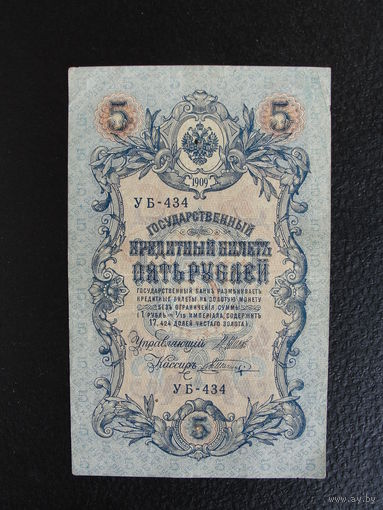 5 5
1909
УБ-434
ГОСУДАРСТВЕННЫЙ
КРЕДИТНЫЙ БИЛЕТЪ
ПЯТЬ РУБЛЕЙ
ГОСУДАРСТВЕННЫЙ БАНКЪ РАЗМѢНИВАЕТЪ
КРЕДИТНЫЕ БИЛЕТЫ НА ЗОЛОТУЮ МОНЕТУ
БЕЗЪ ОГРАНИЧЕНІЯ СУММЫ
(1 РУБЛЬ = 1/15 ИМПЕРІАЛА, СОДЕРЖИТЪ
17,424 ДОЛЕЙ ЧИСТАГО ЗОЛОТА).
Управляющій
Кассиръ
УБ-434
5
www.ay.by